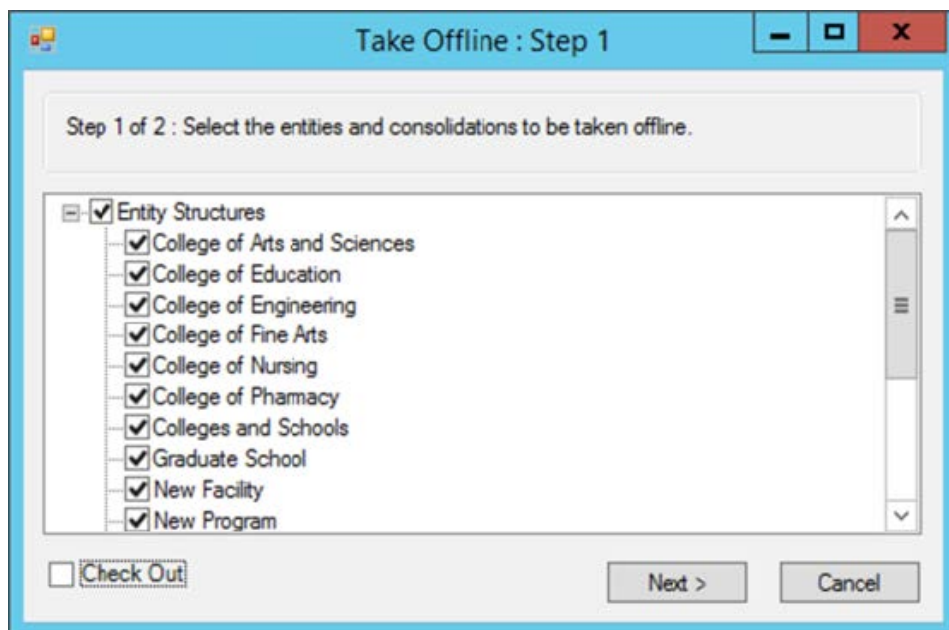 Take Offline : Step 1
Step 1 of 2 : Select the entities and consolidations to be taken offline.
Entity Structures
College of Arts and Sciences
College of Education
College of Engineering
College of Fine Arts
College of Nursing
College of Pharmacy
Colleges and Schools
Graduate School
New Facility
New Program
Check Out
Next >
Cancel